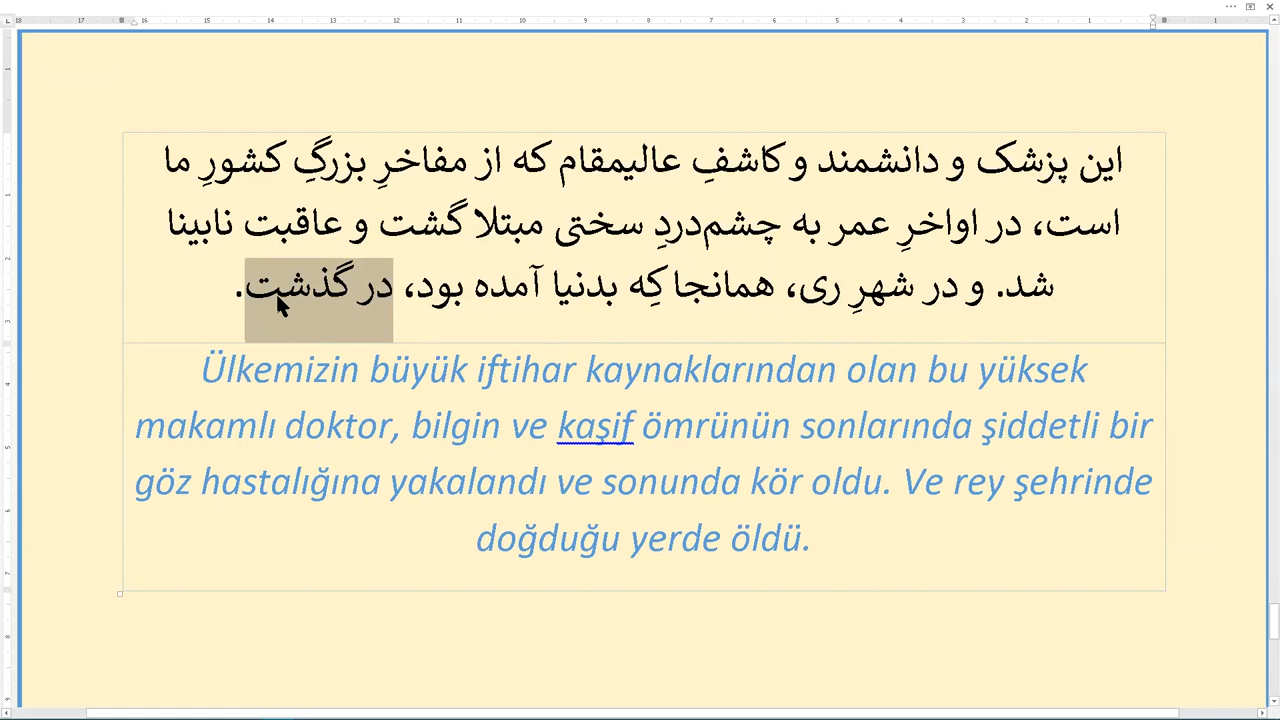 این پزشک و دانشمند و کاشفِ عالیمقام که از مفاخرِ بزرگِ کشورِ ما
است، در اواخرِ عمر به چشم‌دردِ سختی مبتلا گشت و عاقبت نابینا
شد. و در شهرِ ری، همانجا کِه بدنیا آمده بود، در گذشت.
Ülkemizin büyük iftihar kaynaklarından olan bu yüksek
makamlı doktor, bilgin ve kaşif ömrünün sonlarında şiddetli bir
göz hastalığına yakalandı ve sonunda kör oldu. Ve rey şehrinde
doğduğu yerde öldü.